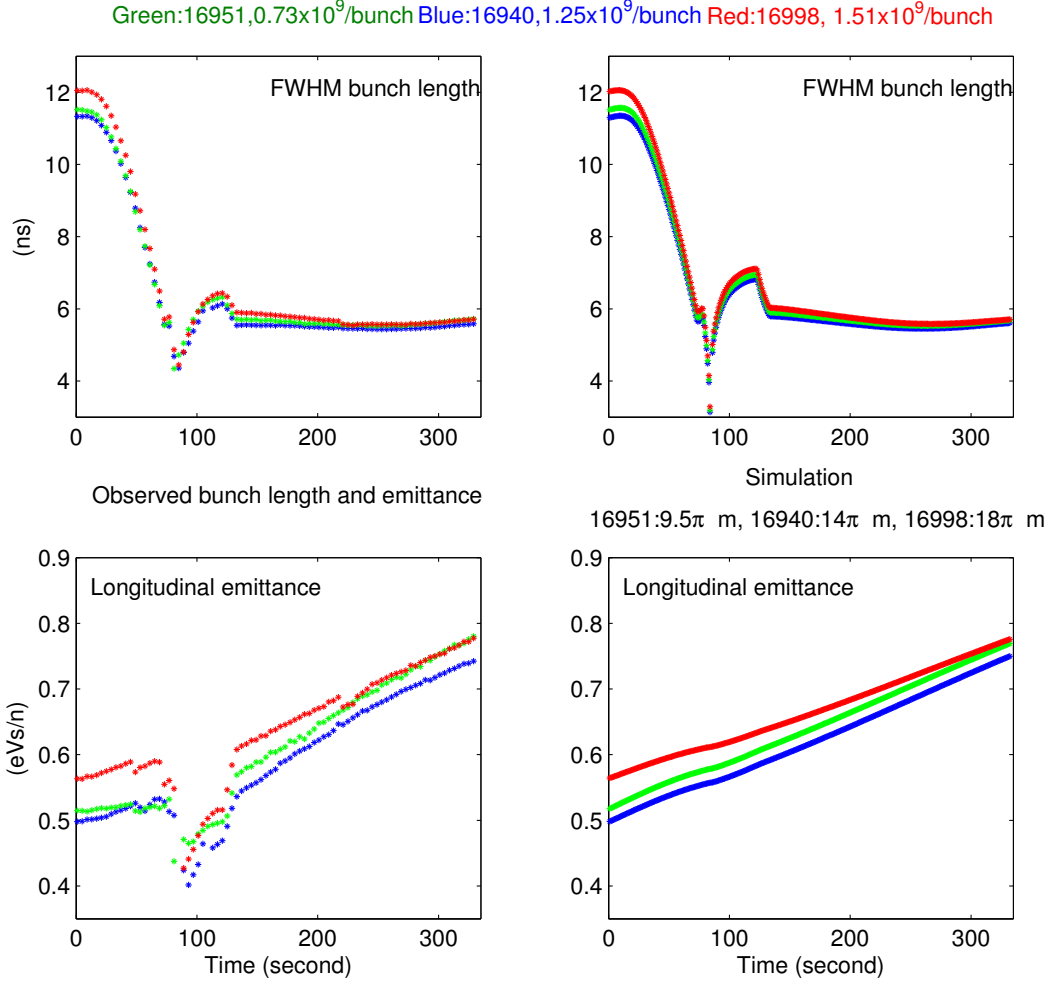 Green:16951,0.73x10⁹/bunch Blue:16940,1.25x10⁹/bunch Red:16998, 1.51x10⁹/bunch
FWHM bunch length
12
10
8
6
4
(ns)
0 100 200 300
FWHM bunch length
12
10
8
6
4
0 100 200 300
Observed bunch length and emittance
Simulation
16951:9.5π m, 16940:14π m, 16998:18π m
Longitudinal emittance
0.9
0.8
0.7
0.6
0.5
0.4
(eVs/n)
0 100 200 300
Time (second)
Longitudinal emittance
0.9
0.8
0.7
0.6
0.5
0.4
0 100 200 300
Time (second)